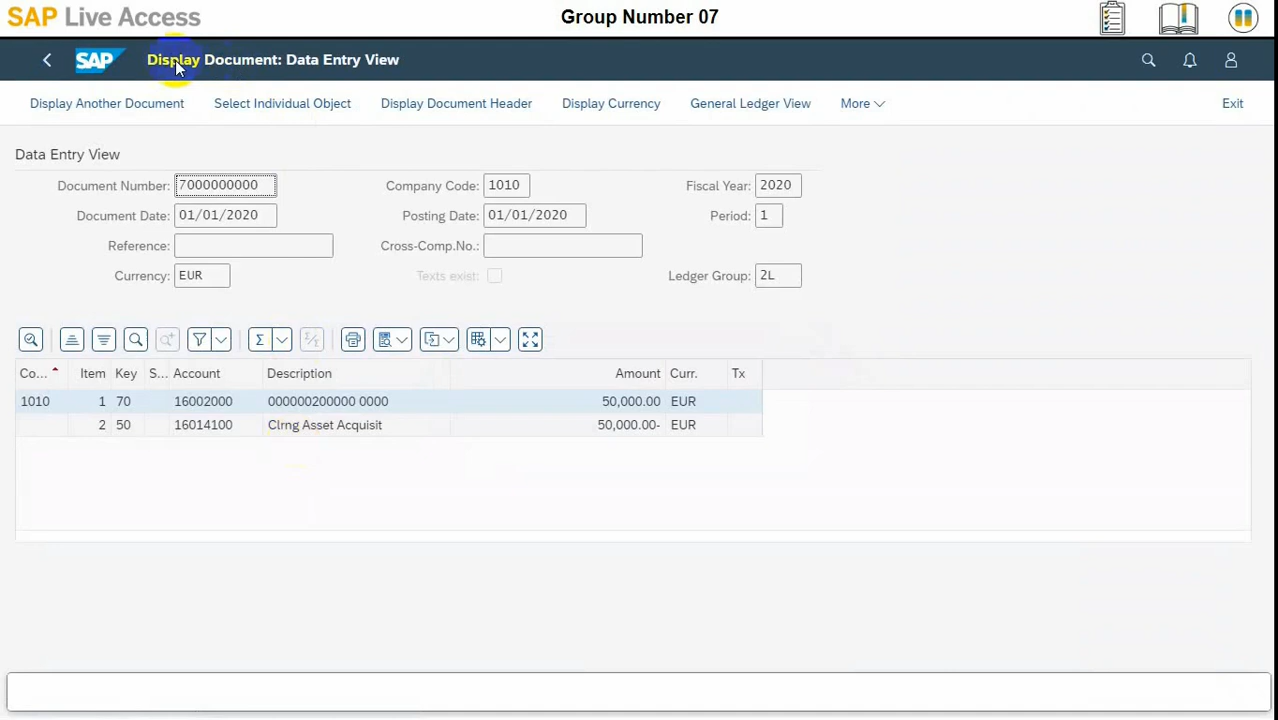 SAP Live Access
Group Number 07
SAP Display Document: Data Entry View
Display Another Document Select Individual Object Display Document Header Display Currency General Ledger View More Exit
Data Entry View
Document Number: 7000000000 Company Code: 1010 Fiscal Year: 2020
Document Date: 01/01/2020 Posting Date: 01/01/2020 Period: 1
Reference: Cross-Comp.No.:
Currency: EUR Texts exist: Ledger Group: 2L
Co... Item Key S... Account Description Amount Curr. Tx
1010 1 70 16002000 000000200000 0000 50,000.00 EUR
2 50 16014100 Clrng Asset Acquisit 50,000.00- EUR